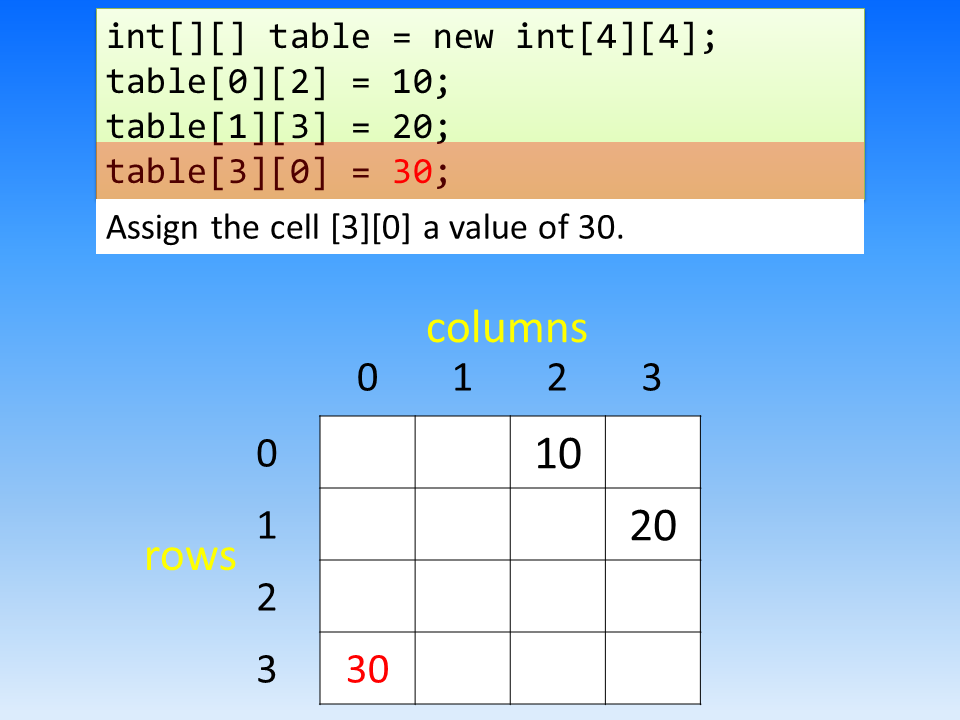 int[][] table = new int[4][4];
table[0][2] = 10;
table[1][3] = 20;
table[3][0] = 30;
Assign the cell [3][0] a value of 30.
columns
0 1 2 3
0 10
1 20
rows
2
3 30